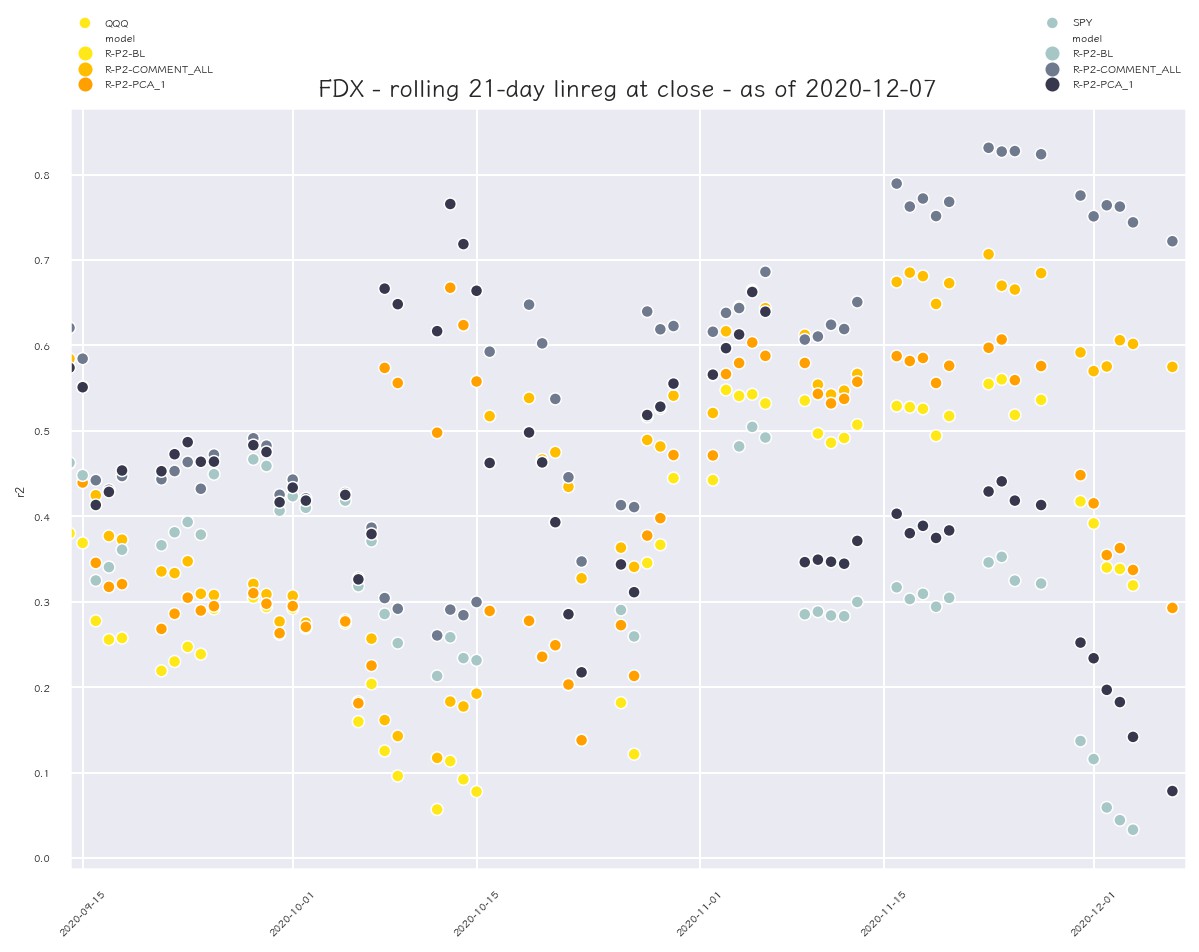 QQQ
model
R-P2-BL
R-P2-COMMENT_ALL
R-P2-PCA_1
SPY
model
R-P2-BL
R-P2-COMMENT_ALL
R-P2-PCA_1
FDX - rolling 21-day linreg at close - as of 2020-12-07
r2
0.8
0.7
0.6
0.5
0.4
0.3
0.2
0.1
0.0
2020-09-15
2020-10-01
2020-10-15
2020-11-01
2020-11-15
2020-12-01